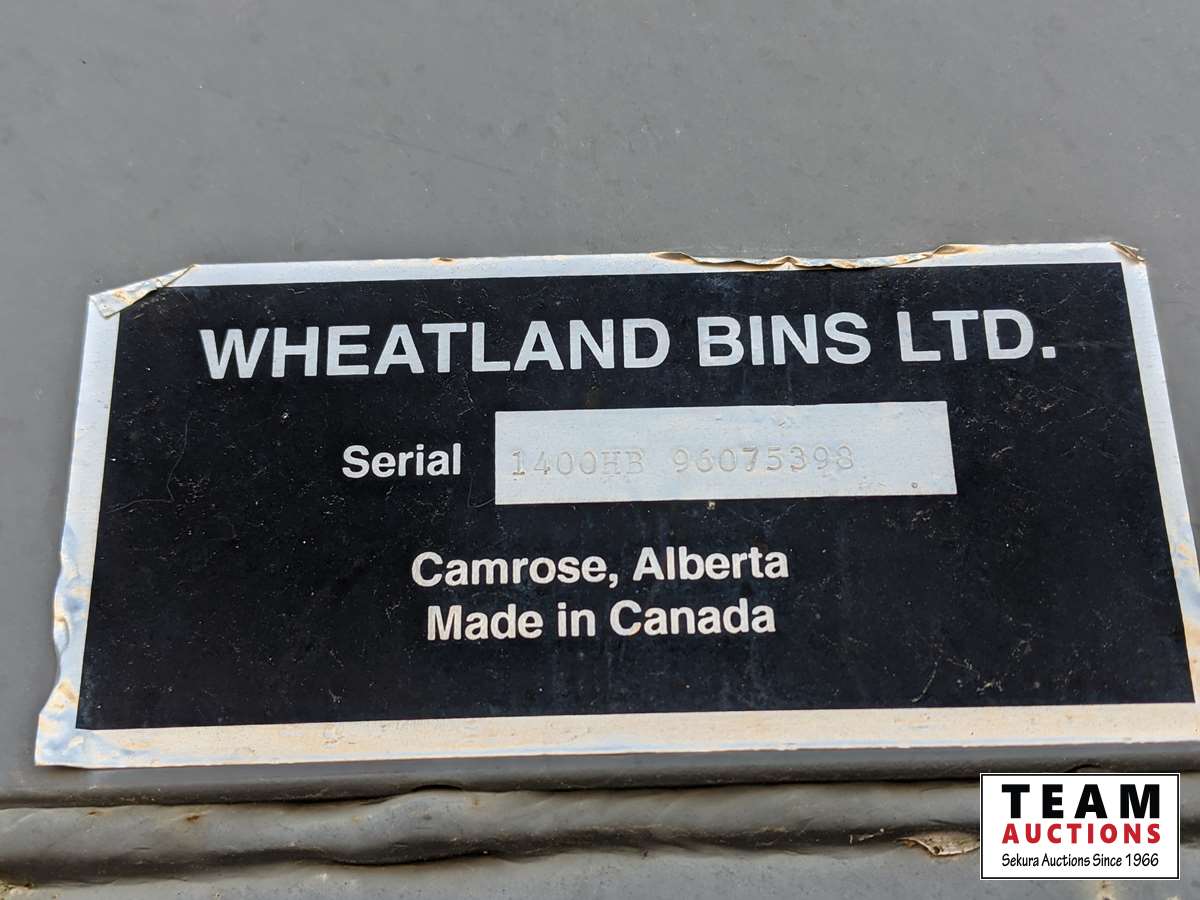 WHEATLAND BINS LTD.
Serial 1400HB 96075398
Camrose, Alberta
Made in Canada
TEAM
AUCTIONS
Sekura Auctions Since 1966